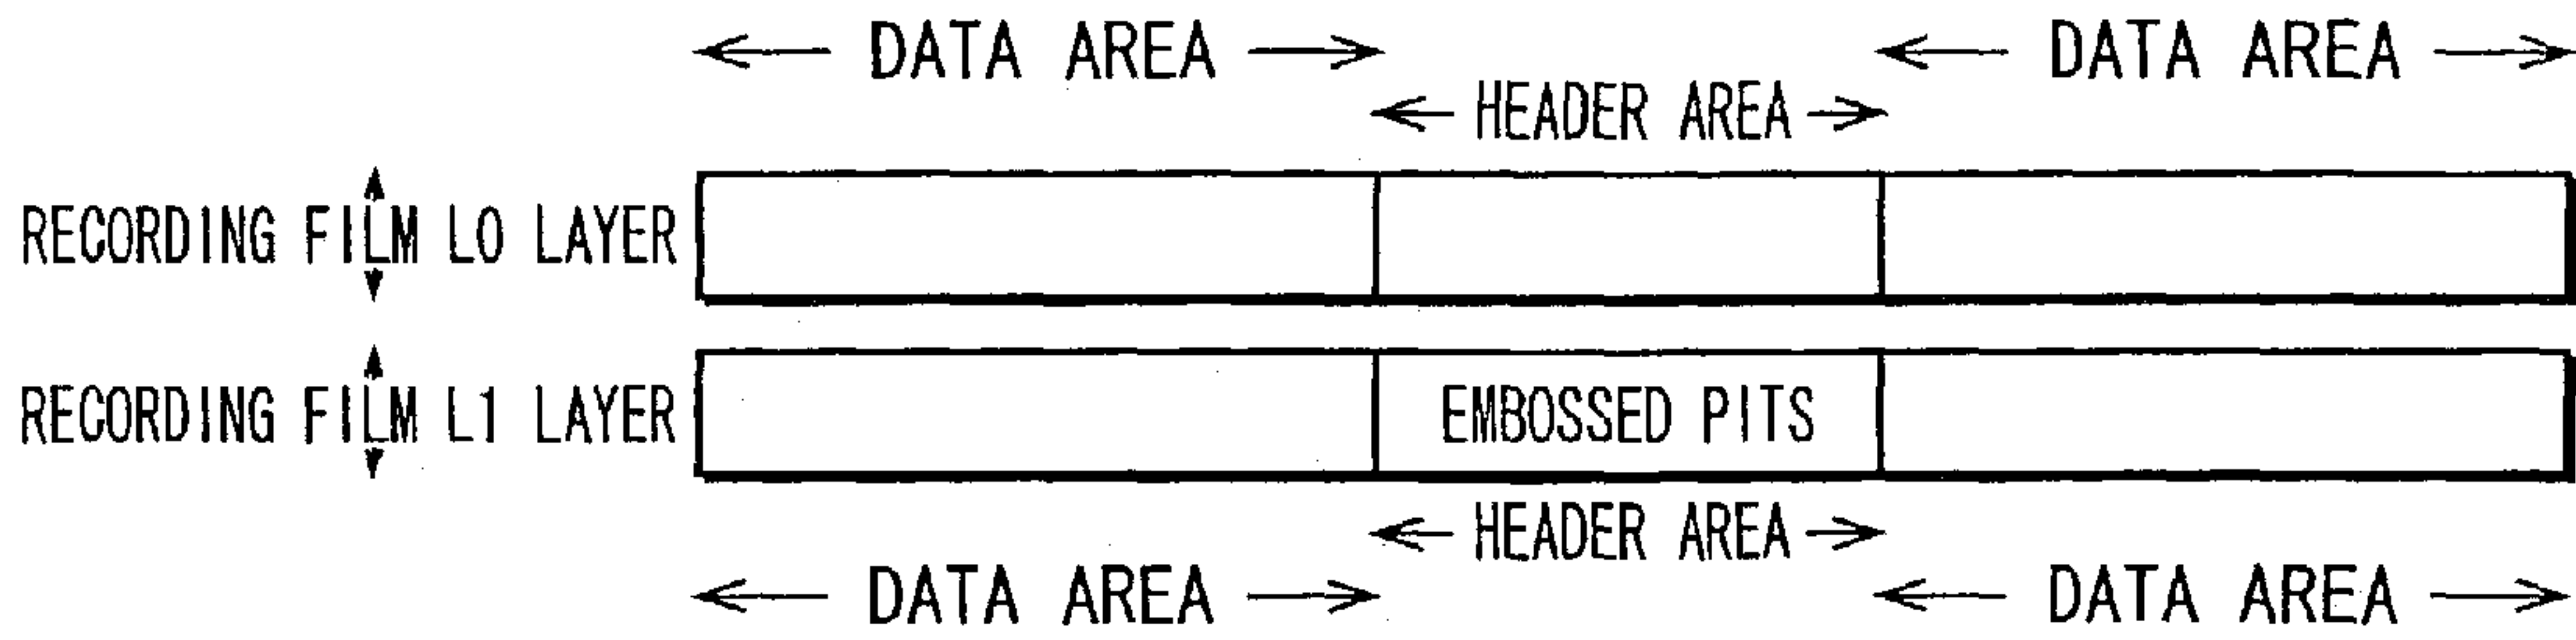 DATA AREA DATA AREA
HEADER AREA
RECORDING FILM L0 LAYER
RECORDING FILM L1 LAYER EMBOSSED PITS
HEADER AREA
DATA AREA DATA AREA